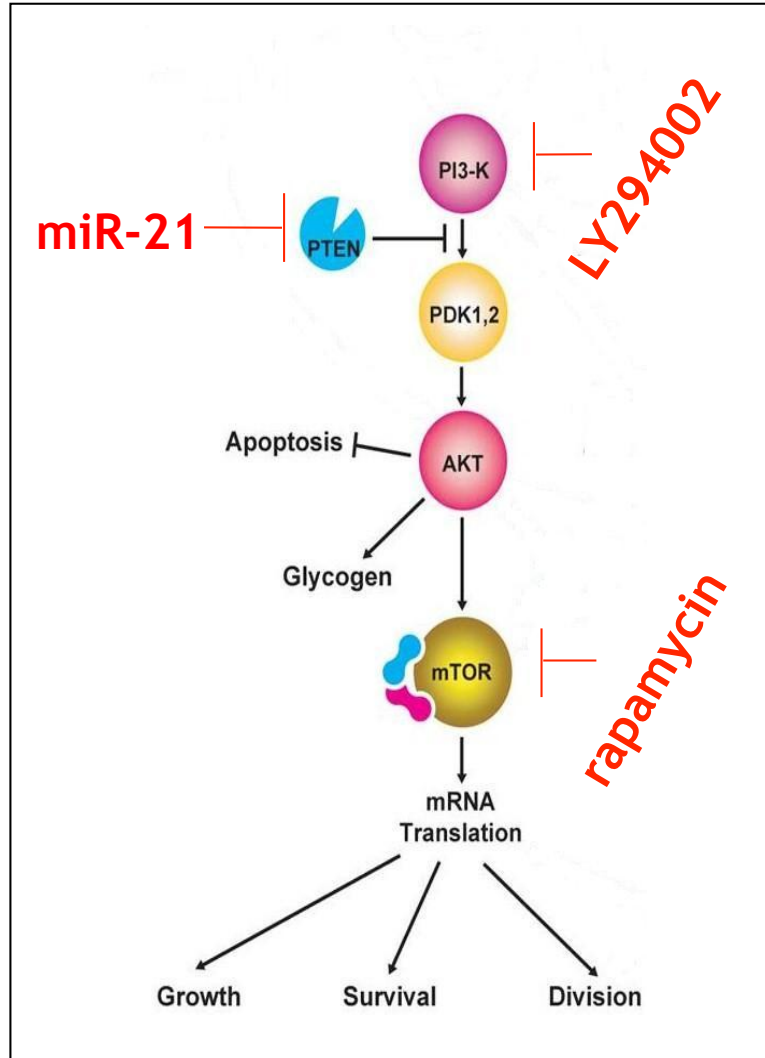 PI3-K
LY294002
miR-21
PTEN
PDK1,2
Apoptosis
AKT
Glycogen
mTOR
rapamycin
mRNA
Translation
Growth
Survival
Division